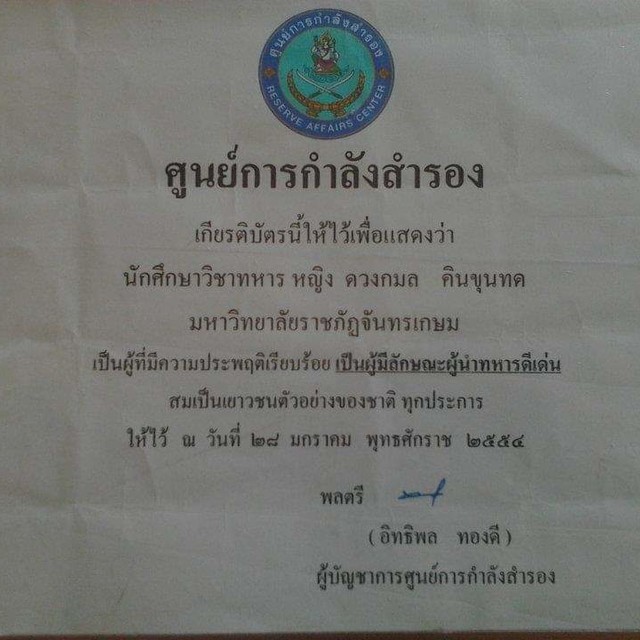 ศูนย์การกำลังสำรอง
RESERVE AFFAIRS CENTER
ศูนย์การกำลังสำรอง
เกียรติบัตรนี้ให้ไว้เพื่อแสดงว่า
นักศึกษาวิชาทหาร หญิง ดวงกมล คินขุนทด
มหาวิทยาลัยราชภัฏจันทรเกษม
เป็นผู้ที่มีความประพฤติเรียบร้อย เป็นผู้มีลักษณะผู้นำทหารดีเด่น
สมเป็นเยาวชนตัวอย่างของชาติ ทุกประการ
ให้ไว้ ณ วันที่ ๒๘ มกราคม พุทธศักราช ๒๕๕๔
พลตรี
( อิทธิพล ทองดี )
ผู้บัญชาการศูนย์การกำลังสำรอง